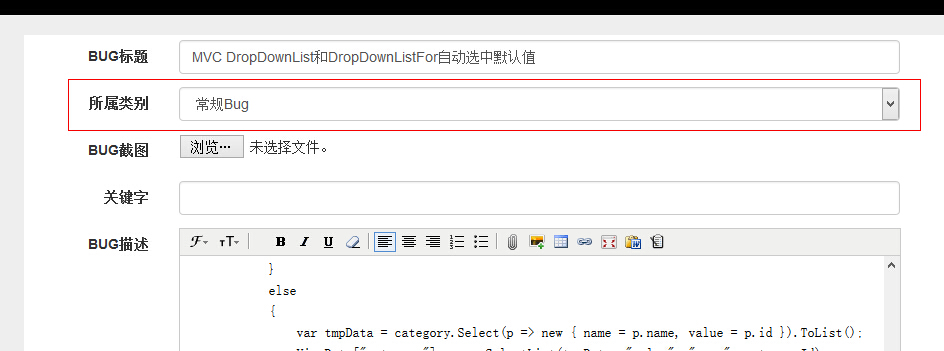 BUG标题 MVC DropDownList和DropDownListFor自动选中默认值
所属类别 常规Bug
BUG截图 浏览… 未选择文件。
关键字
BUG描述
B I U
}
else
{
var tmpData = category.Select(p => new { name = p.name, value = p.id }).ToList();